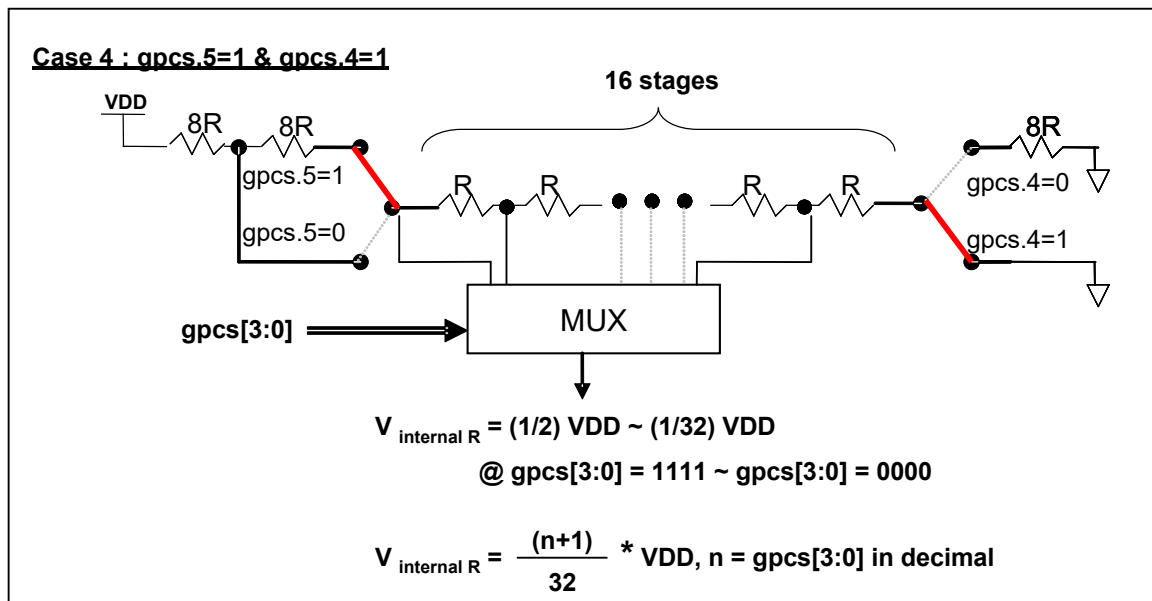 Case 4 : gpcs.5=1 & gpcs.4=1
16 stages
VDD
8R
8R
8R
gpcs.5=1
gpcs.4=0
R
R
R
R
gpcs.5=0
gpcs.4=1
gpcs[3:0]
MUX
V internal R = (1/2) VDD ~ (1/32) VDD
@ gpcs[3:0] = 1111 ~ gpcs[3:0] = 0000
V internal R = (n+1) / 32 * VDD, n = gpcs[3:0] in decimal